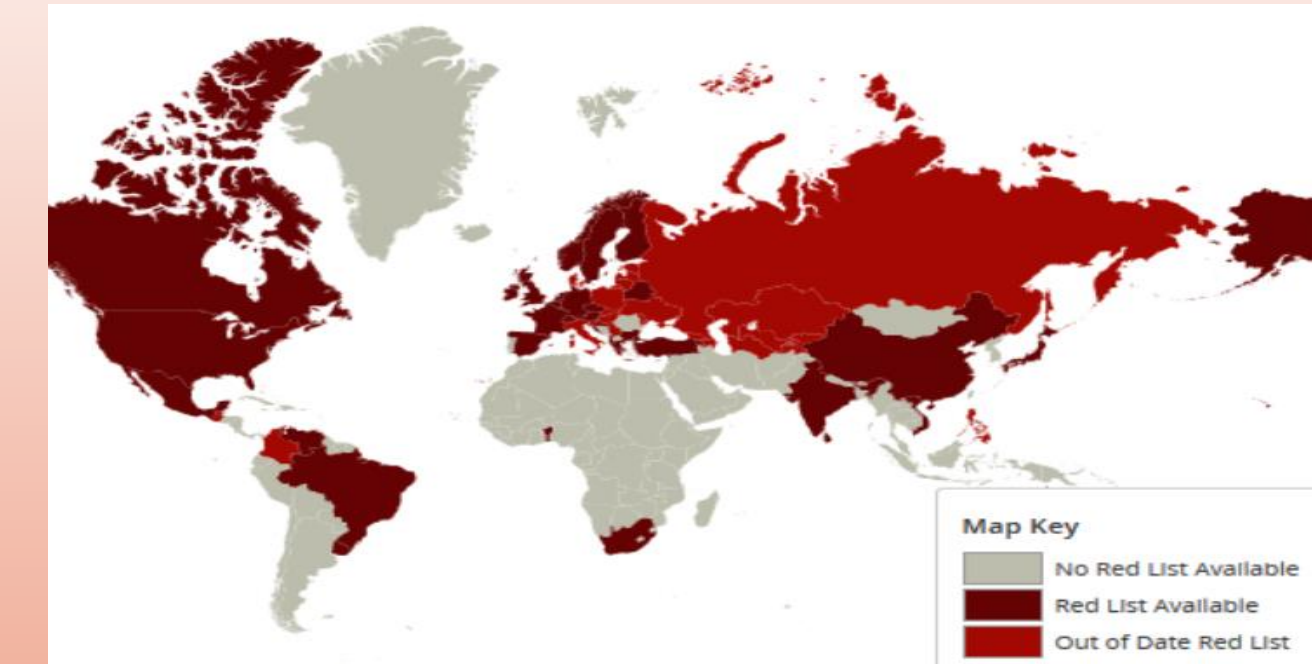 Map Key
No Red List Available
Red List Available
Out of Date Red List